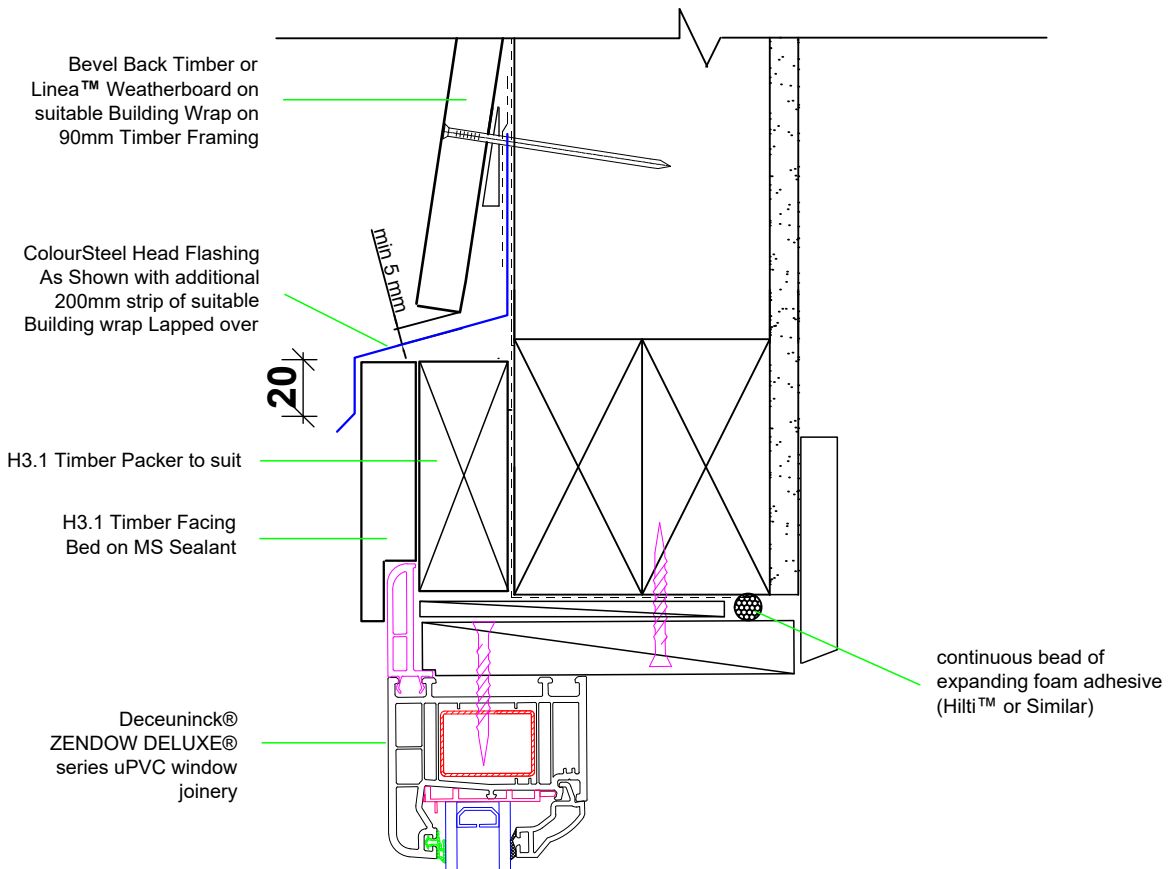 Bevel Back Timber or
Linea™ Weatherboard on
suitable Building Wrap on
90mm Timber Framing
ColourSteel Head Flashing
As Shown with additional
200mm strip of suitable
Building wrap Lapped over
min 5 mm
20
H3.1 Timber Packer to suit
H3.1 Timber Facing
Bed on MS Sealant
continuous bead of
expanding foam adhesive
(Hilti™ or Similar)
Deceuninck®
ZENDOW DELUXE®
series uPVC window
joinery